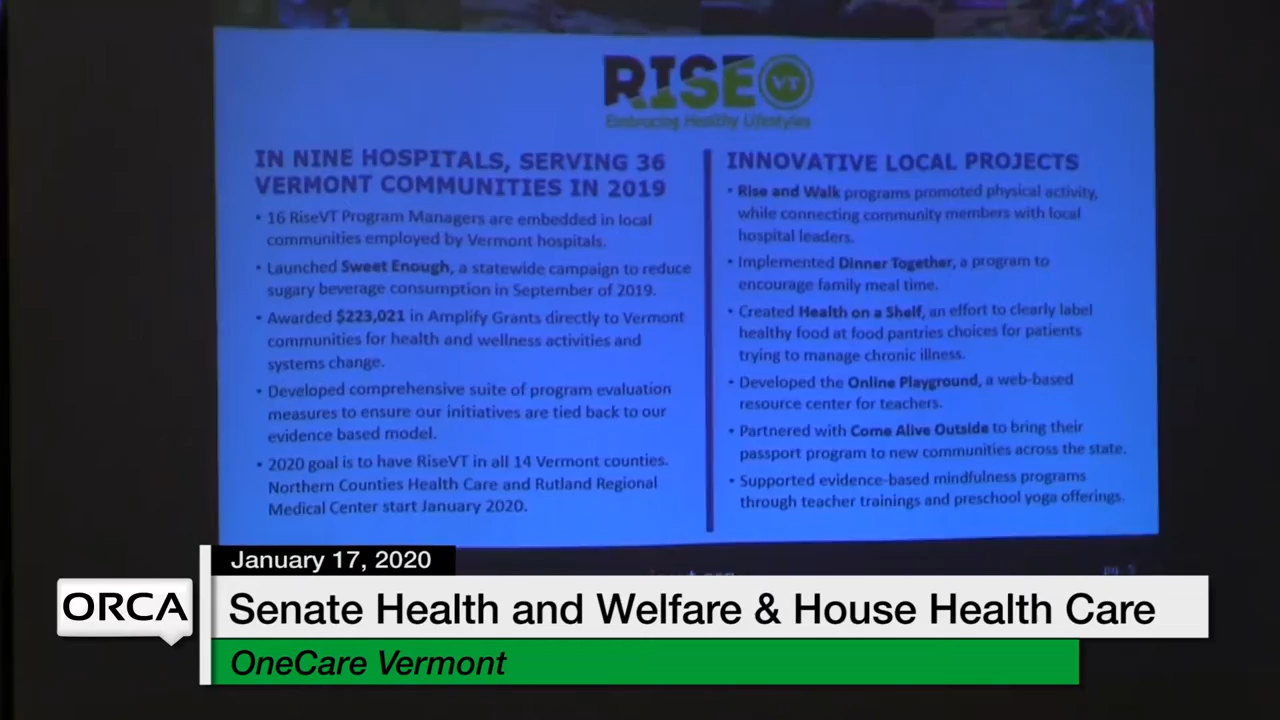 RISE VT
Embracing Healthy Lifestyles
IN NINE HOSPITALS, SERVING 36
VERMONT COMMUNITIES IN 2019
• 16 RiseVT Program Managers are embedded in local
communities employed by Vermont hospitals.
• Launched Sweet Enough, a statewide campaign to reduce
sugary beverage consumption in September of 2019.
• Awarded $223,021 in Amplify Grants directly to Vermont
communities for health and wellness activities and
systems change.
• Developed comprehensive suite of program evaluation
measures to ensure our initiatives are tied back to our
evidence based model.
• 2020 goal is to have RiseVT in all 14 Vermont counties.
Northern Counties Health Care and Rutland Regional
Medical Center start January 2020.
INNOVATIVE LOCAL PROJECTS
• Rise and Walk programs promoted physical activity,
while connecting community members with local
hospital leaders.
• Implemented Dinner Together, a program to
encourage family meal time.
• Created Health on a Shelf, an effort to clearly label
healthy food at food pantries choices for patients
trying to manage chronic illness.
• Developed the Online Playground, a web-based
resource center for teachers.
• Partnered with Come Alive Outside to bring their
passport program to new communities across the state.
• Supported evidence-based mindfulness programs
through teacher trainings and preschool yoga offerings.
January 17, 2020
ORCA
Senate Health and Welfare & House Health Care
OneCare Vermont